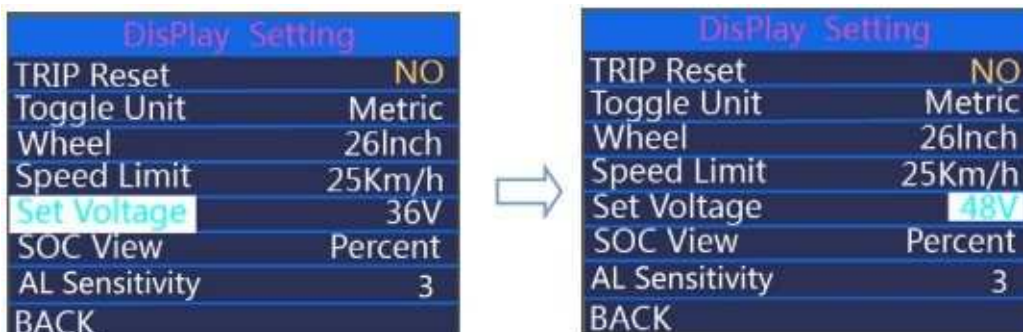 DisPlay Setting
TRIP Reset NO
Toggle Unit Metric
Wheel 26Inch
Speed Limit 25Km/h
Set Voltage 36V
SOC View Percent
AL Sensitivity 3
BACK
DisPlay Setting
TRIP Reset NO
Toggle Unit Metric
Wheel 26Inch
Speed Limit 25Km/h
Set Voltage 48V
SOC View Percent
AL Sensitivity 3
BACK